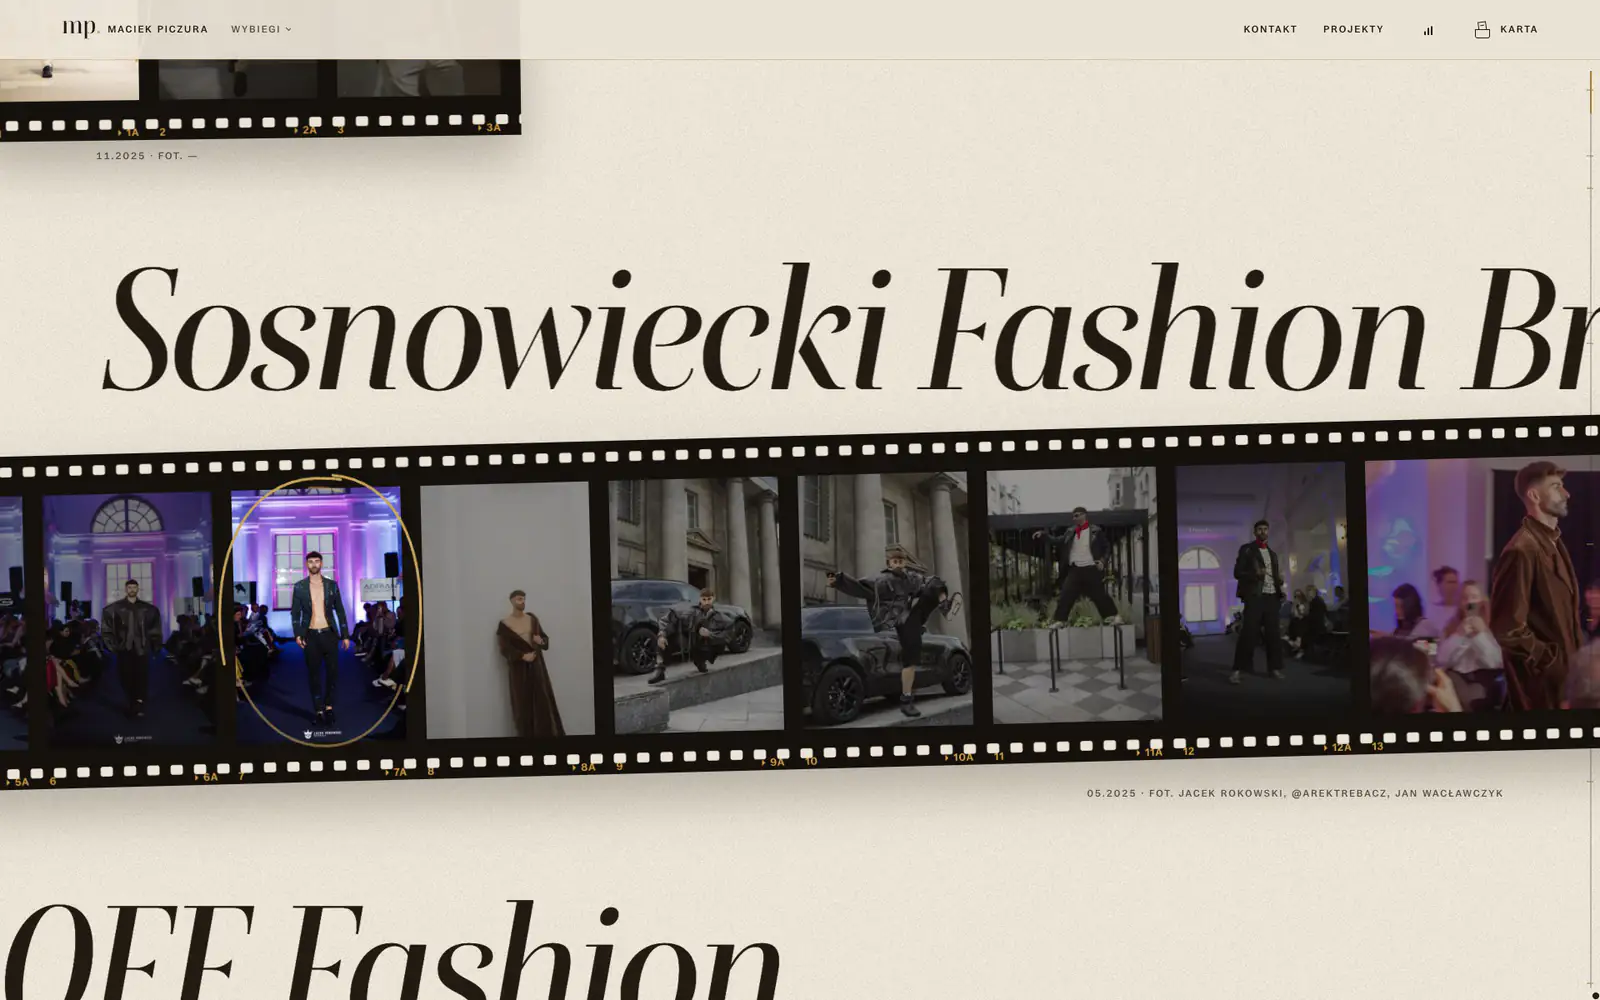 mp. MACIEK PICZURA WYBIEGI
KONTAKT PROJEKTY KARTA
1A 2 2A 3 3A
11.2025 · FOT. —
Sosnowiecki Fashion Br
5A 6 6A 7 7A 8 8A 9 9A 10 10A 11 11A 12 12A 13
05.2025 · FOT. JACEK ROKOWSKI, @AREKTREBACZ, JAN WACŁAWCZYK
OFF Fashion